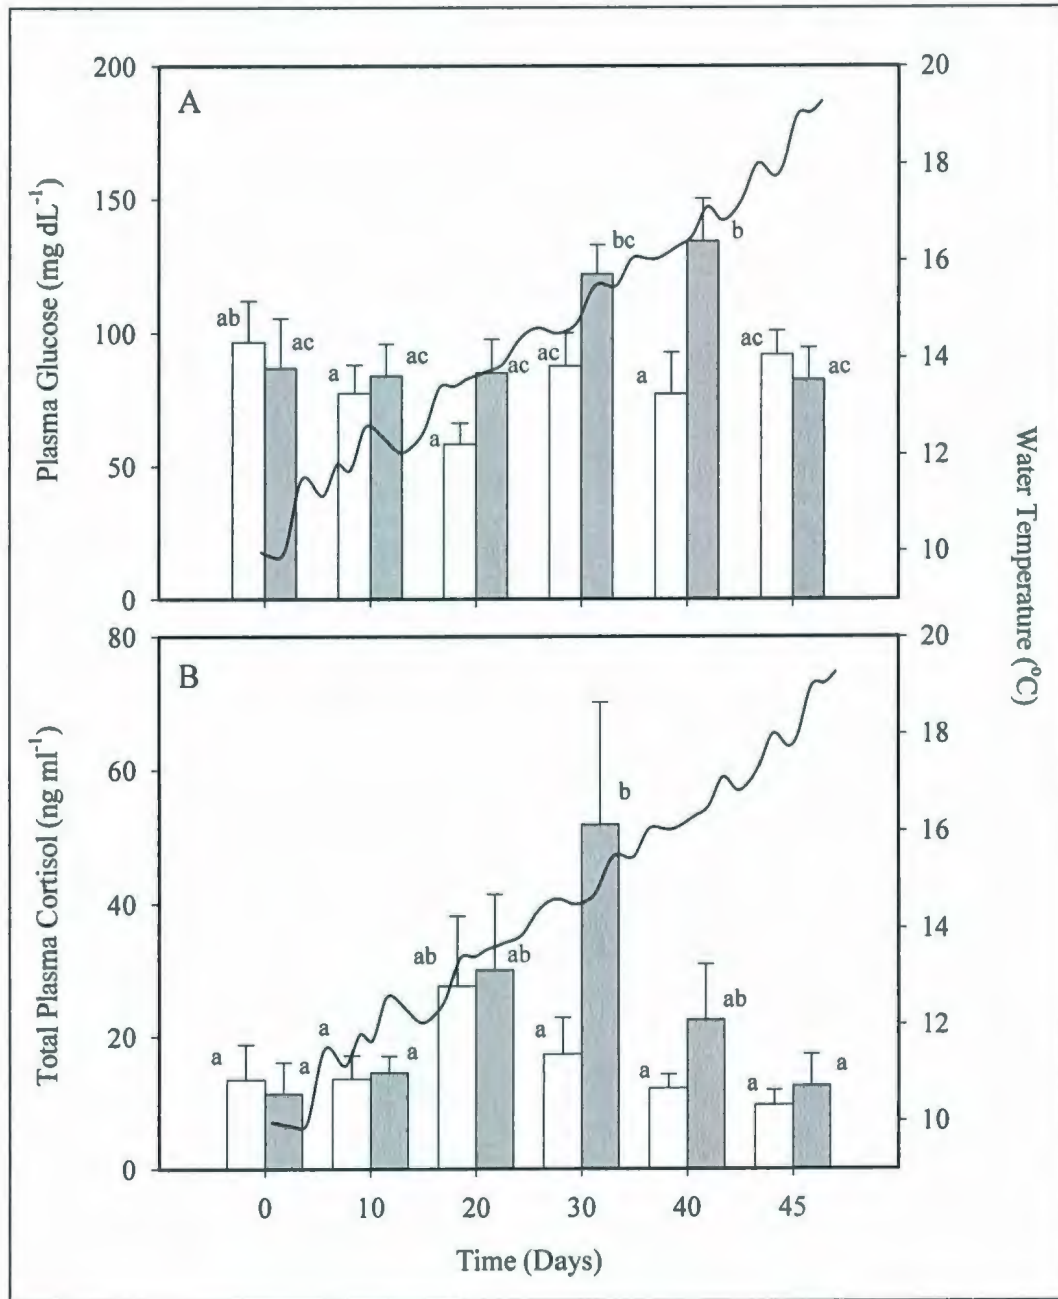 A
Plasma Glucose (mg dL⁻¹)
200
150
100
50
0
20
18
16
14
12
10
ab
ac
a
ac
a
ac
ac
bc
a
b
ac
ac
Water Temperature (⁰C)
B
Total Plasma Cortisol (ng ml⁻¹)
80
60
40
20
0
20
18
16
14
12
10
a
a
a
a
ab
ab
a
b
a
ab
a
a
0 10 20 30 40 45
Time (Days)